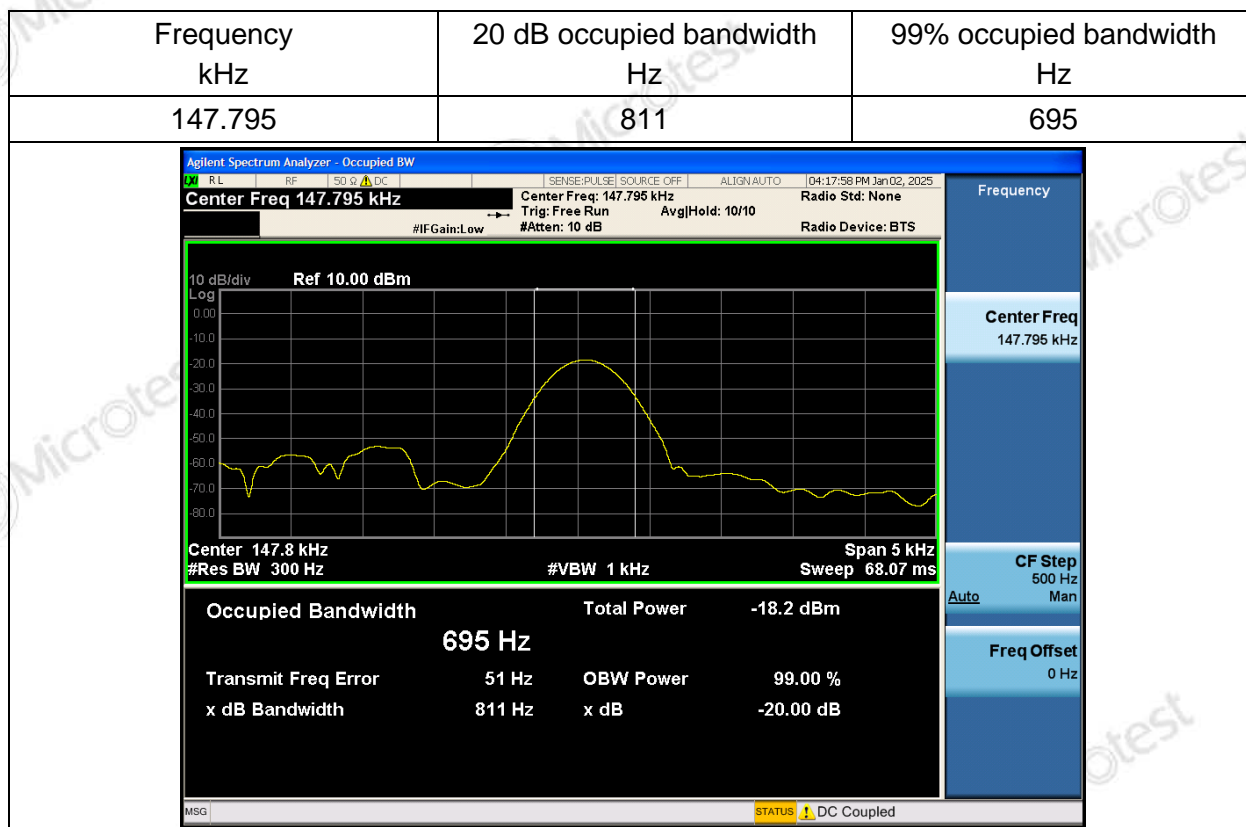 Frequency
kHz
20 dB occupied bandwidth
Hz
99% occupied bandwidth
Hz
147.795
811
695
Agilent Spectrum Analyzer - Occupied BW
LXI RL RF 50 Ω DC SENSE:PULSE SOURCE OFF ALIGN AUTO 04:17:58 PM Jan 02, 2025
Center Freq 147.795 kHz
#IFGain:Low
Center Freq: 147.795 kHz
Trig: Free Run Avg|Hold: 10/10
#Atten: 10 dB
Radio Std: None
Radio Device: BTS
10 dB/div Ref 10.00 dBm
Log
0.00
-10.0
-20.0
-30.0
-40.0
-50.0
-60.0
-70.0
-80.0
Center 147.8 kHz Span 5 kHz
#Res BW 300 Hz #VBW 1 kHz Sweep 68.07 ms
Occupied Bandwidth Total Power -18.2 dBm
695 Hz
Transmit Freq Error 51 Hz OBW Power 99.00 %
x dB Bandwidth 811 Hz x dB -20.00 dB
Frequency
Center Freq
147.795 kHz
CF Step
500 Hz
Auto Man
Freq Offset
0 Hz
MSG STATUS DC Coupled
Microtest
Microtest
Microtest
Microtest
otest